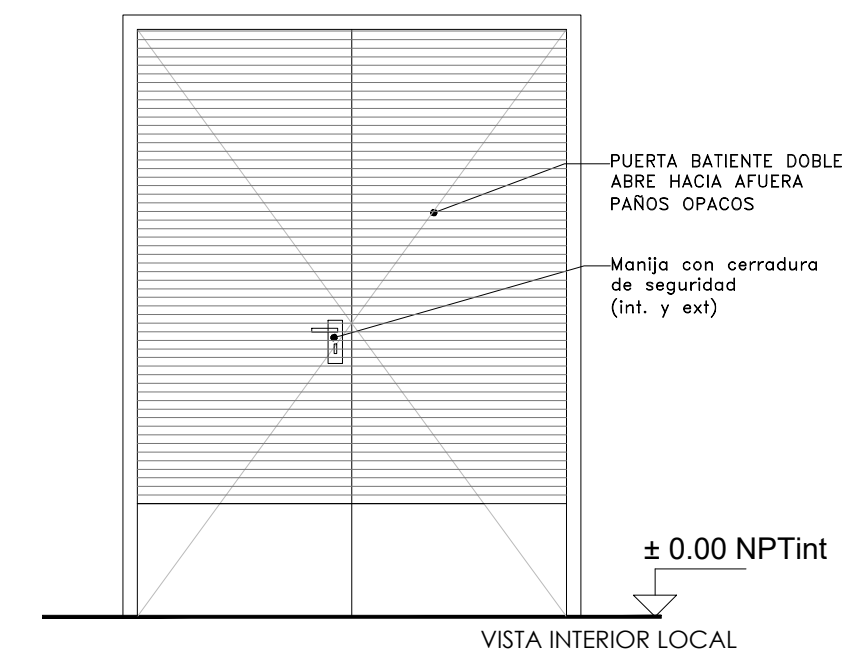 PUERTA BATIENTE DOBLE
ABRE HACIA AFUERA
PAÑOS OPACOS
Manija con cerradura
de seguridad
(int. y ext)
± 0.00 NPTint
VISTA INTERIOR LOCAL